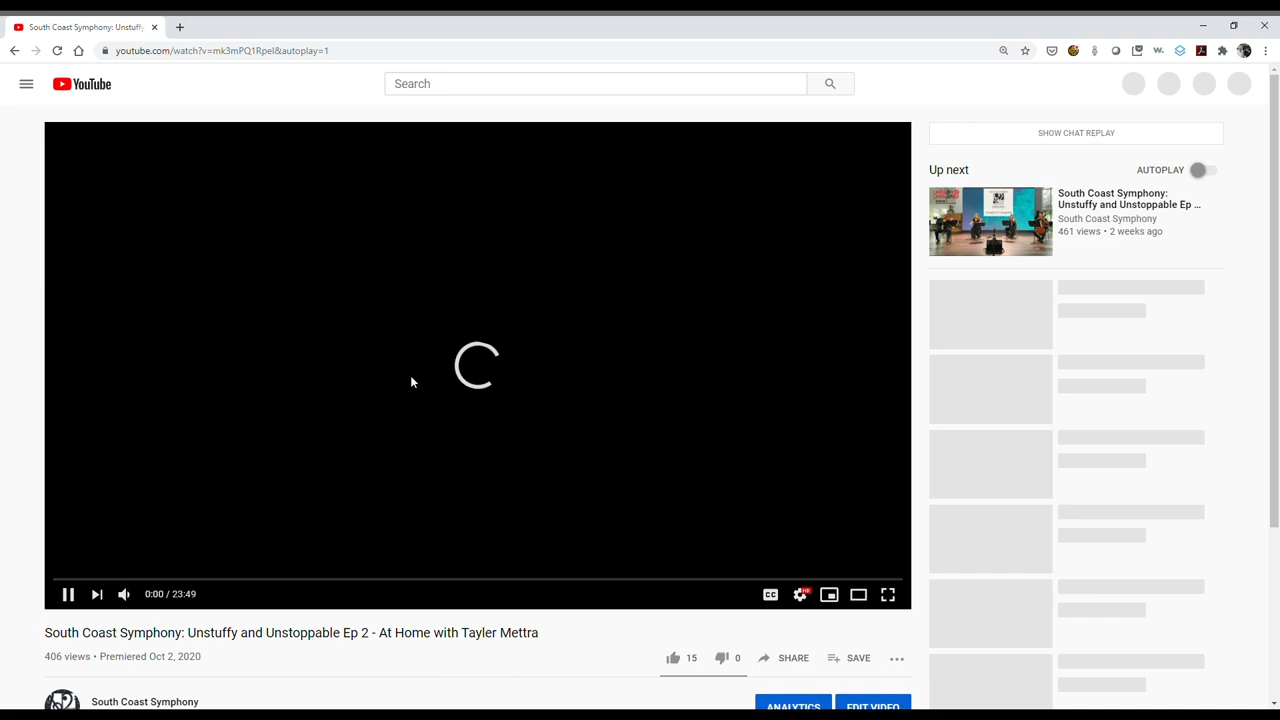 South Coast Symphony: Unstuffy
youtube.com/watch?v=mk3mPQ1RpeI&autoplay=1
YouTube
Search
SHOW CHAT REPLAY
Up next
AUTOPLAY
South Coast Symphony:
Unstuffy and Unstoppable Ep ...
South Coast Symphony
461 views • 2 weeks ago
0:00 / 23:49
CC
HD
South Coast Symphony: Unstuffy and Unstoppable Ep 2 - At Home with Tayler Mettra
406 views • Premiered Oct 2, 2020
15
0
SHARE
SAVE
South Coast Symphony
ANALYTICS
EDIT VIDEO